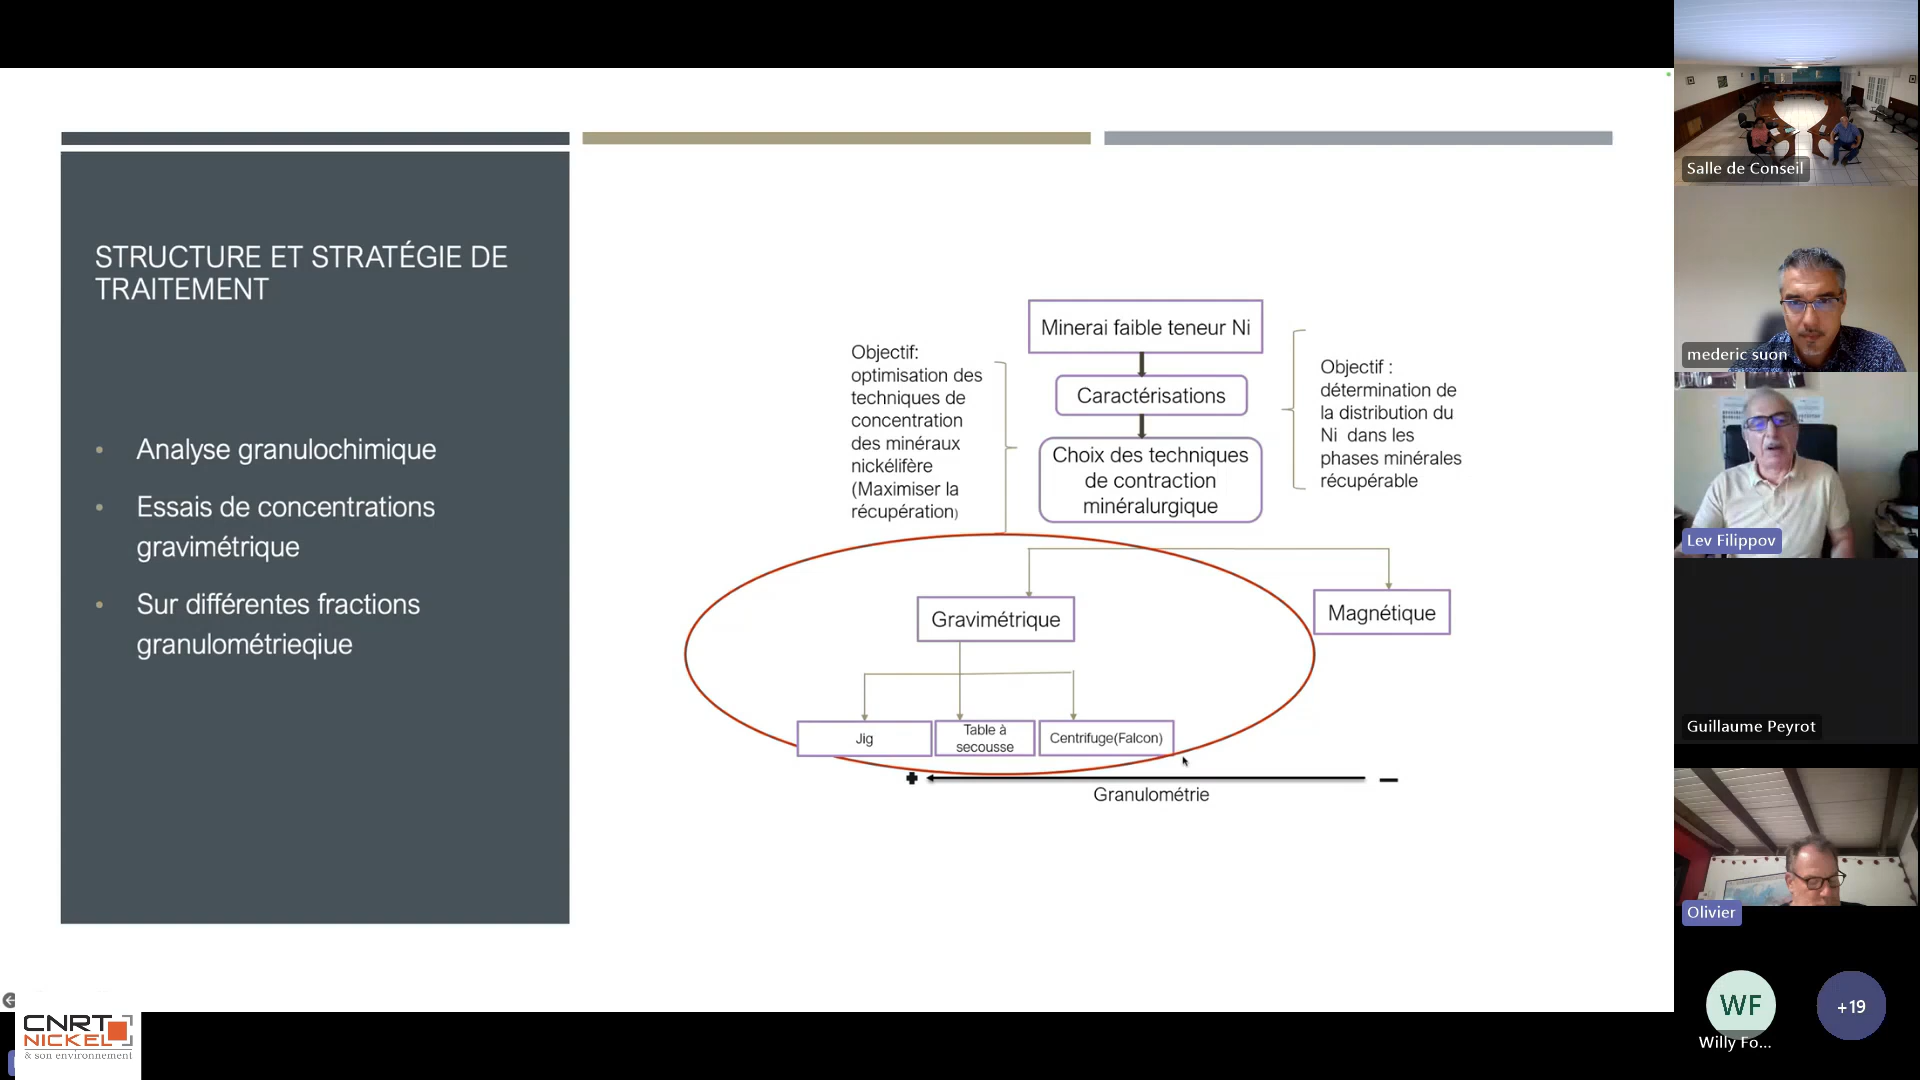 STRUCTURE ET STRATÉGIE DE
TRAITEMENT
• Analyse granulochimique
• Essais de concentrations
gravimétrique
• Sur différentes fractions
granulométrieqiue
Objectif:
optimisation des
techniques de
concentration
des minéraux
nickélifère
(Maximiser la
récupération)
Minerai faible teneur Ni
Caractérisations
Choix des techniques
de contraction
minéralurgique
Objectif :
détermination de
la distribution du
Ni dans les
phases minérales
récupérable
Gravimétrique
Magnétique
Jig
Table à
secousse
Centrifuge(Falcon)
+ —
Granulométrie
CNRT
NICKEL
& son environnement
Salle de Conseil
mederic suon
Lev Filippov
Guillaume Peyrot
Olivier
WF
+19
Willy Fo...